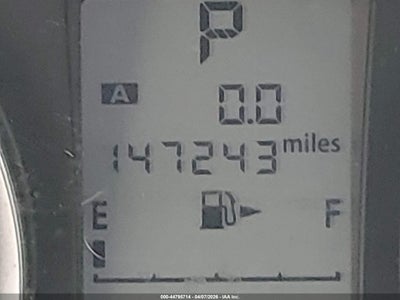 P
A
0.0
147243 miles
E F
000-44795714 - 04/07/2026 - IAA Inc.